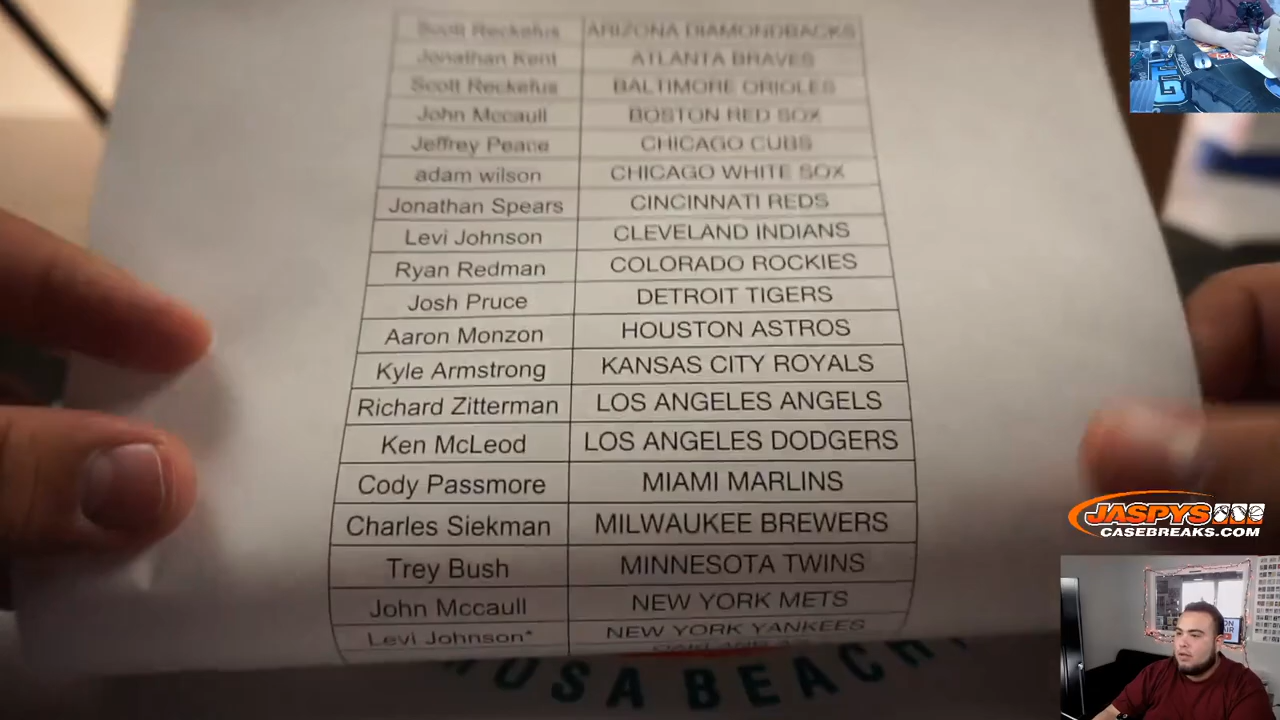 Scott Reckefus ARIZONA DIAMONDBACKS
Jonathan Kent ATLANTA BRAVES
Scott Reckefus BALTIMORE ORIOLES
John Mccaull BOSTON RED SOX
Jeffrey Peace CHICAGO CUBS
adam wilson CHICAGO WHITE SOX
Jonathan Spears CINCINNATI REDS
Levi Johnson CLEVELAND INDIANS
Ryan Redman COLORADO ROCKIES
Josh Pruce DETROIT TIGERS
Aaron Monzon HOUSTON ASTROS
Kyle Armstrong KANSAS CITY ROYALS
Richard Zitterman LOS ANGELES ANGELS
Ken McLeod LOS ANGELES DODGERS
Cody Passmore MIAMI MARLINS
Charles Siekman MILWAUKEE BREWERS
Trey Bush MINNESOTA TWINS
John Mccaull NEW YORK METS
Levi Johnson* NEW YORK YANKEES
MOSA BEACH
JASPYS
CASEBREAKS.COM